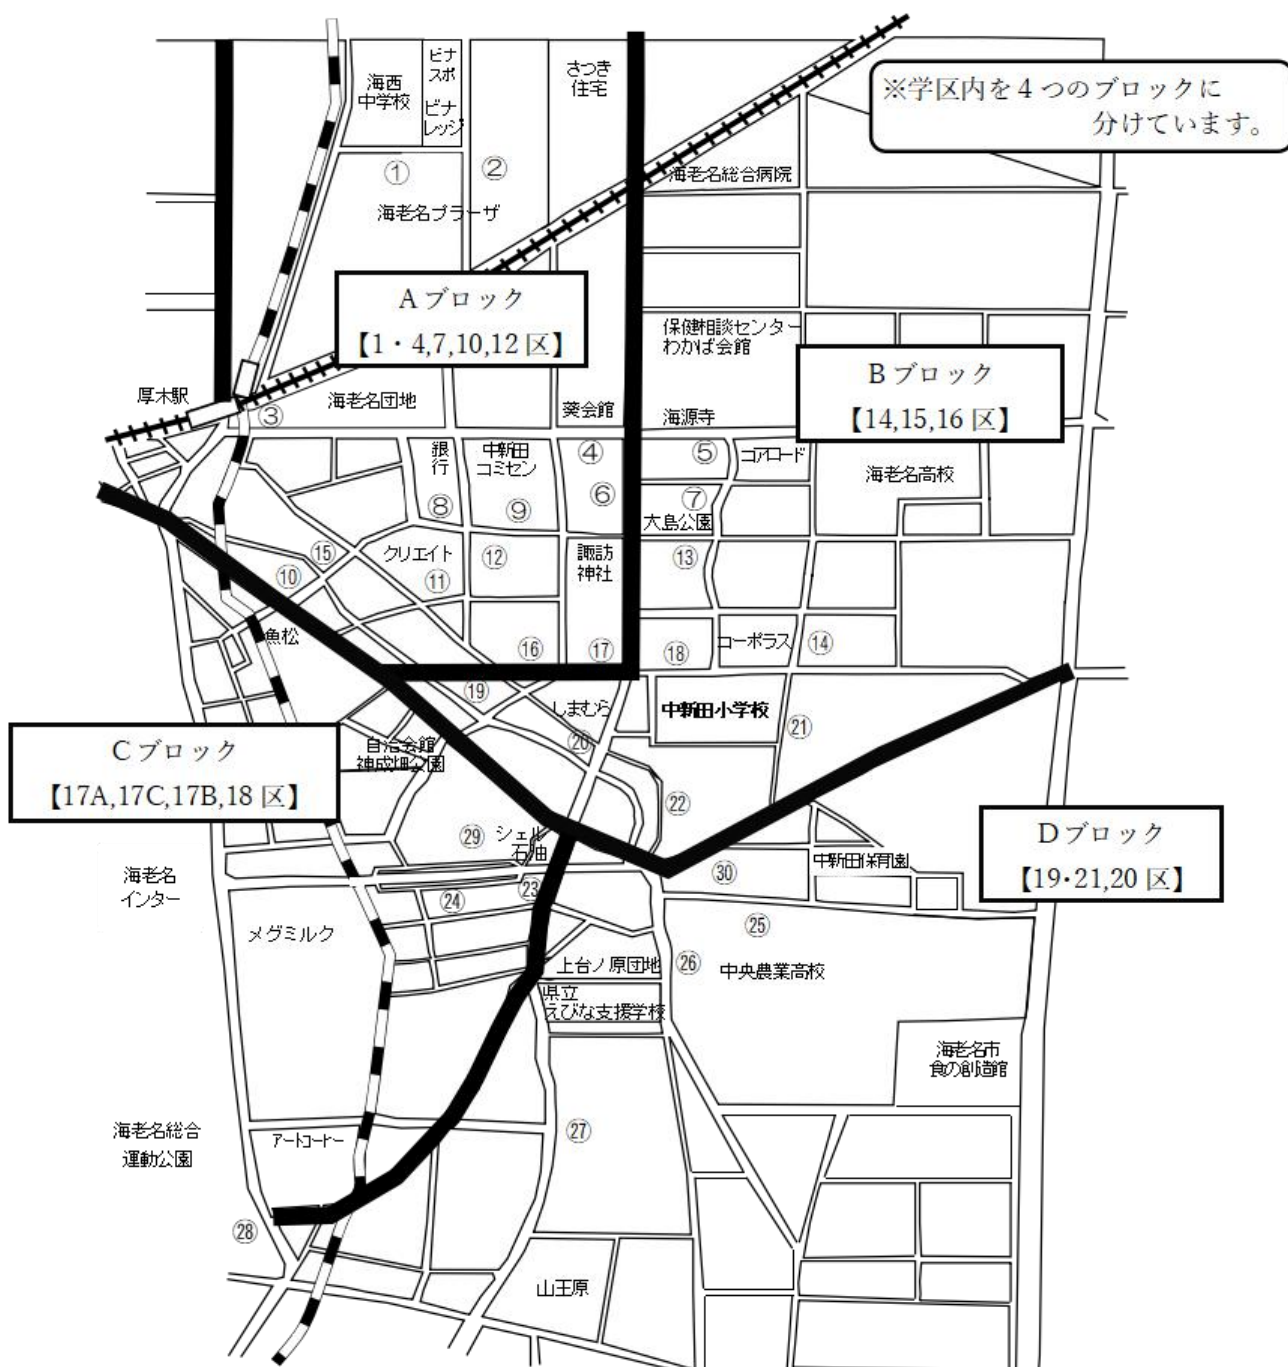 ビナ
スポ
ビナ
レッジ
海西
中学校
さつき
住宅
※学区内を4つのブロックに
分けています。
①
②
海老名総合病院
海老名プラーザ
Aブロック
【1・4,7,10,12区】
保健相談センター
わかば会館
Bブロック
【14,15,16区】
厚木駅
③
海老名団地
薬会館
海源寺
銀
行
中新田
コミセン
④
⑤
コアロード
海老名高校
⑥
⑦
大島公園
⑧
⑨
⑮
クリエイト
⑫
諏訪
神社
⑬
⑩
⑪
魚松
⑯
⑰
⑱
コーポラス
⑭
⑲
しまむら
中新田小学校
⑳
㉑
Cブロック
【17A,17C,17B,18区】
自治会館
神成畑公園
㉒
㉙
シェル
石油
Dブロック
【19・21,20区】
中新田保育園
㉚
海老名
インター
㉓
㉔
メグミルク
㉕
上台ノ原団地
㉖
中央農業高校
県立
えびな支援学校
海老名市
食の創造館
海老名総合
運動公園
アートコーナー
㉗
㉘
山王原